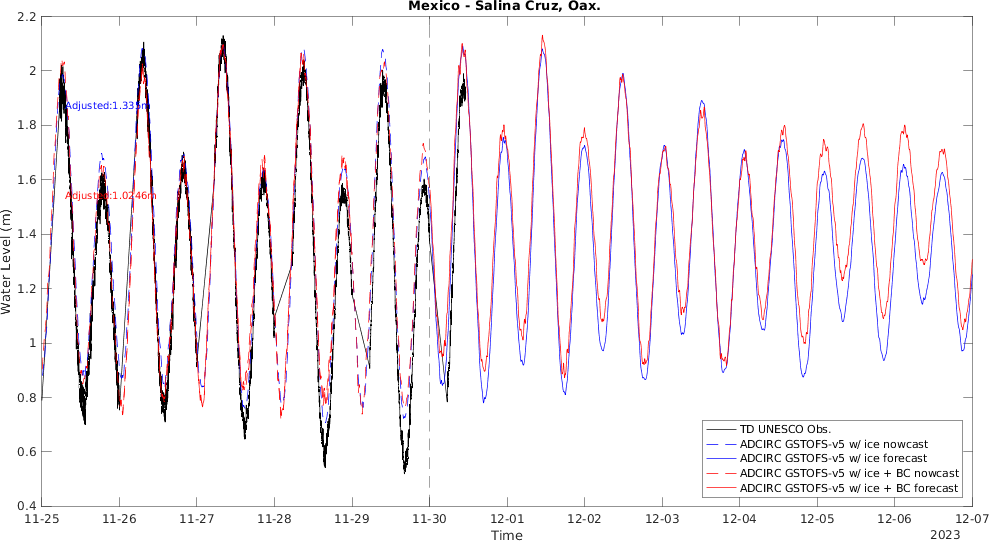 Mexico - Salina Cruz, Oax.
2.2
2
1.8
1.6
1.4
1.2
1
0.8
0.6
0.4
Water Level (m)
Adjusted:1.335m
Adjusted:1.0246m
TD UNESCO Obs.
ADCIRC GSTOFS-v5 w/ ice nowcast
ADCIRC GSTOFS-v5 w/ ice forecast
ADCIRC GSTOFS-v5 w/ ice + BC nowcast
ADCIRC GSTOFS-v5 w/ ice + BC forecast
11-25 11-26 11-27 11-28 11-29 11-30 12-01 12-02 12-03 12-04 12-05 12-06 12-07
Time
2023